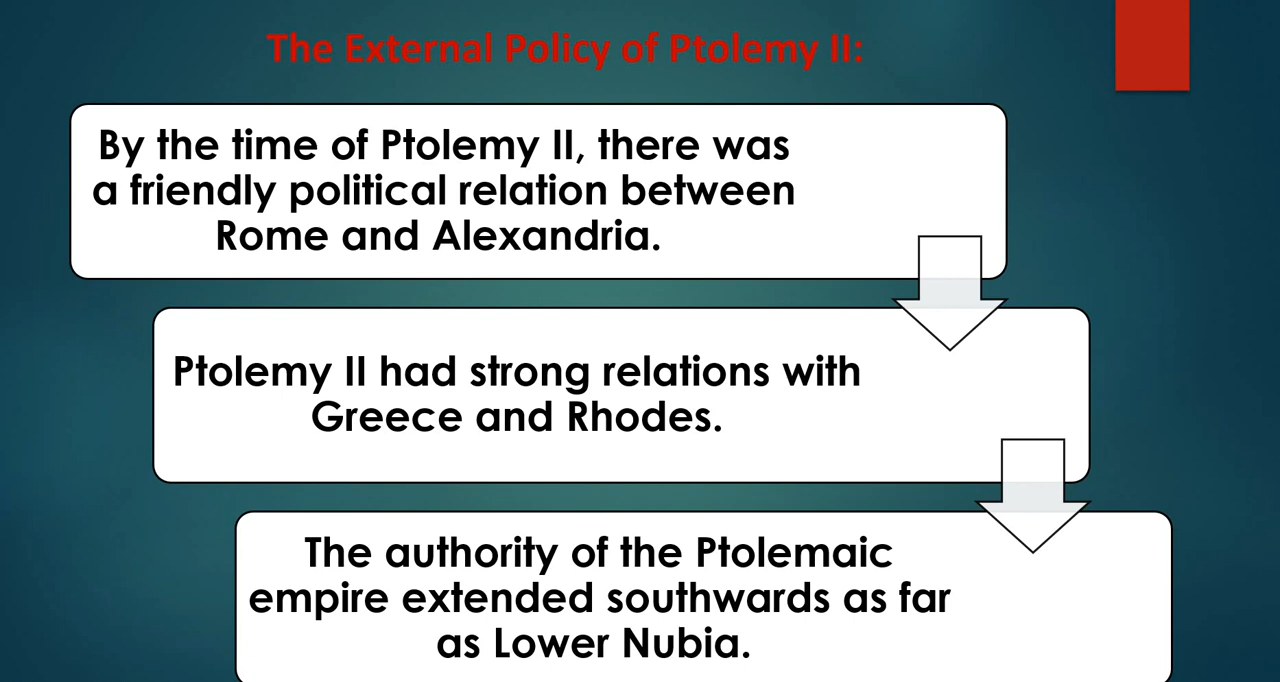 The External Policy of Ptolemy II:
By the time of Ptolemy II, there was
a friendly political relation between
Rome and Alexandria.
Ptolemy II had strong relations with
Greece and Rhodes.
The authority of the Ptolemaic
empire extended southwards as far
as Lower Nubia.